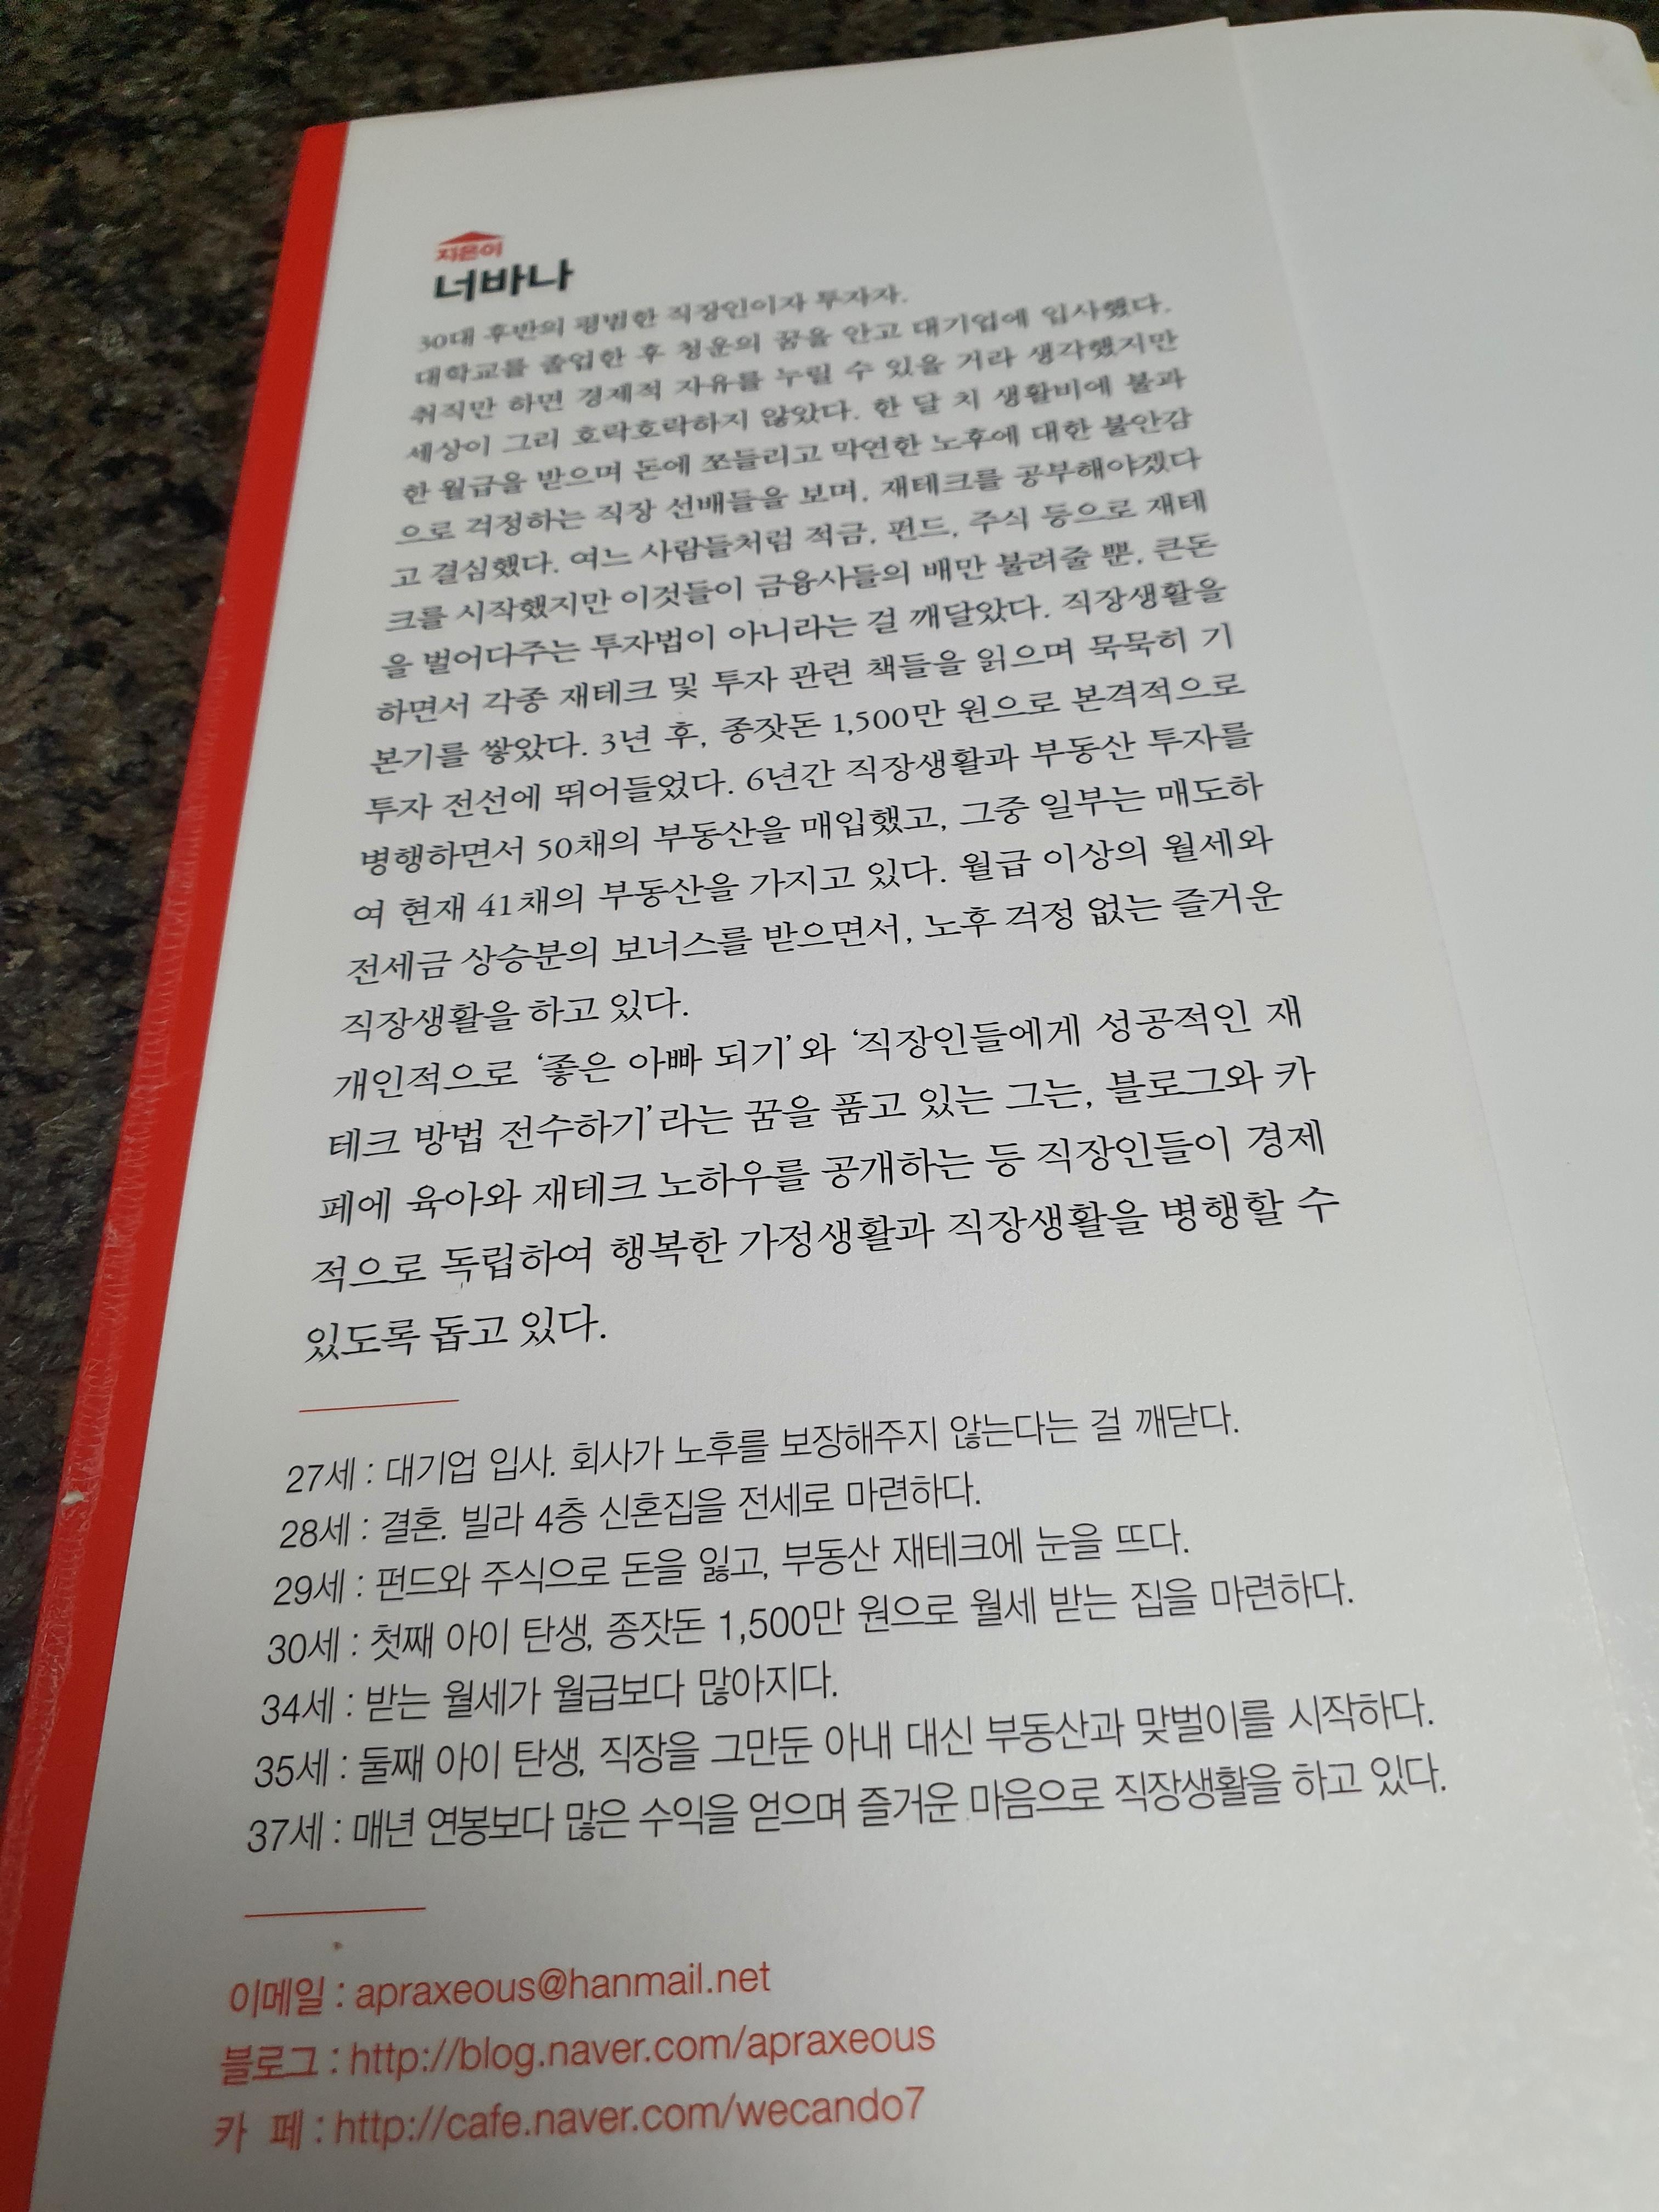 지은이
너바나
30대 후반의 평범한 직장인이자 투자자.
대학교를 졸업한 후 청운의 꿈을 안고 대기업에 입사했다.
취직만 하면 경제적 자유를 누릴 수 있을 거라 생각했지만
세상이 그리 호락호락하지 않았다. 한 달 치 생활비에 불과
한 월급을 받으며 돈에 쪼들리고 막연한 노후에 대한 불안감
으로 걱정하는 직장 선배들을 보며, 재테크를 공부해야겠다
고 결심했다. 여느 사람들처럼 적금, 펀드, 주식 등으로 재테
크를 시작했지만 이것들이 금융사들의 배만 불려줄 뿐, 큰돈
을 벌어다주는 투자법이 아니라는 걸 깨달았다. 직장생활을
하면서 각종 재테크 및 투자 관련 책들을 읽으며 묵묵히 기
본기를 쌓았다. 3년 후, 종잣돈 1,500만 원으로 본격적으로
투자 전선에 뛰어들었다. 6년간 직장생활과 부동산 투자를
병행하면서 50채의 부동산을 매입했고, 그중 일부는 매도하
여 현재 41채의 부동산을 가지고 있다. 월급 이상의 월세와
전세금 상승분의 보너스를 받으면서, 노후 걱정 없는 즐거운
직장생활을 하고 있다.
개인적으로 ‘좋은 아빠 되기’와 ‘직장인들에게 성공적인 재
테크 방법 전수하기’라는 꿈을 품고 있는 그는, 블로그와 카
페에 육아와 재테크 노하우를 공개하는 등 직장인들이 경제
적으로 독립하여 행복한 가정생활과 직장생활을 병행할 수
있도록 돕고 있다.
27세 : 대기업 입사. 회사가 노후를 보장해주지 않는다는 걸 깨닫다.
28세 : 결혼. 빌라 4층 신혼집을 전세로 마련하다.
29세 : 펀드와 주식으로 돈을 잃고, 부동산 재테크에 눈을 뜨다.
30세 : 첫째 아이 탄생, 종잣돈 1,500만 원으로 월세 받는 집을 마련하다.
34세 : 받는 월세가 월급보다 많아지다.
35세 : 둘째 아이 탄생, 직장을 그만둔 아내 대신 부동산과 맞벌이를 시작하다.
37세 : 매년 연봉보다 많은 수익을 얻으며 즐거운 마음으로 직장생활을 하고 있다.
이메일 : apraxeous@hanmail.net
블로그 : http://blog.naver.com/apraxeous
카 페 : http://cafe.naver.com/wecando7